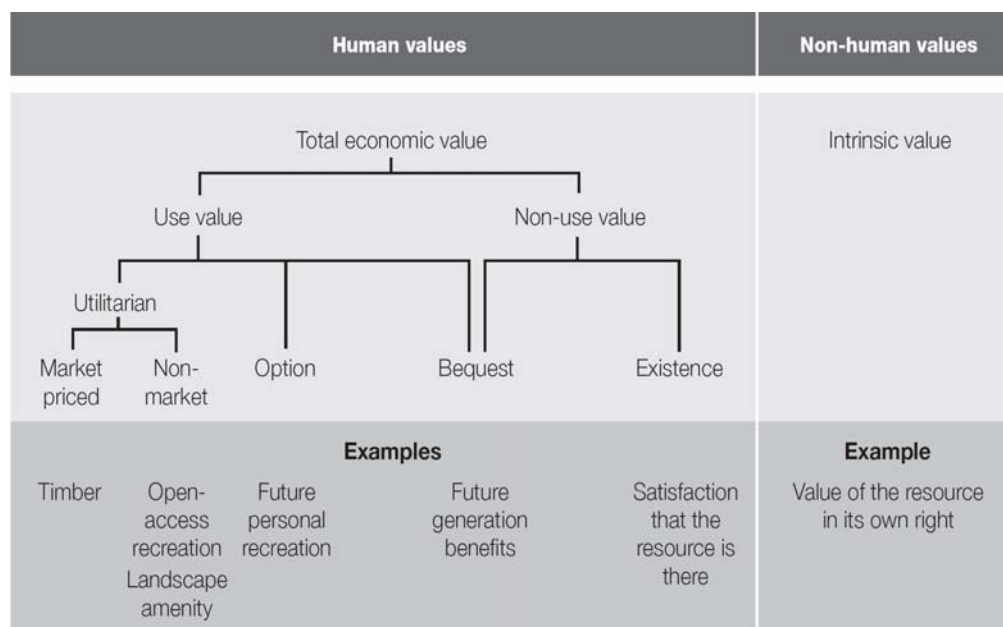 Human values
Non-human values
Total economic value
Intrinsic value
Use value
Non-use value
Utilitarian
Market
priced
Non-
market
Option
Bequest
Existence
Examples
Example
Timber
Open-
access
recreation
Landscape
amenity
Future
personal
recreation
Future
generation
benefits
Satisfaction
that the
resource is
there
Value of the resource
in its own right